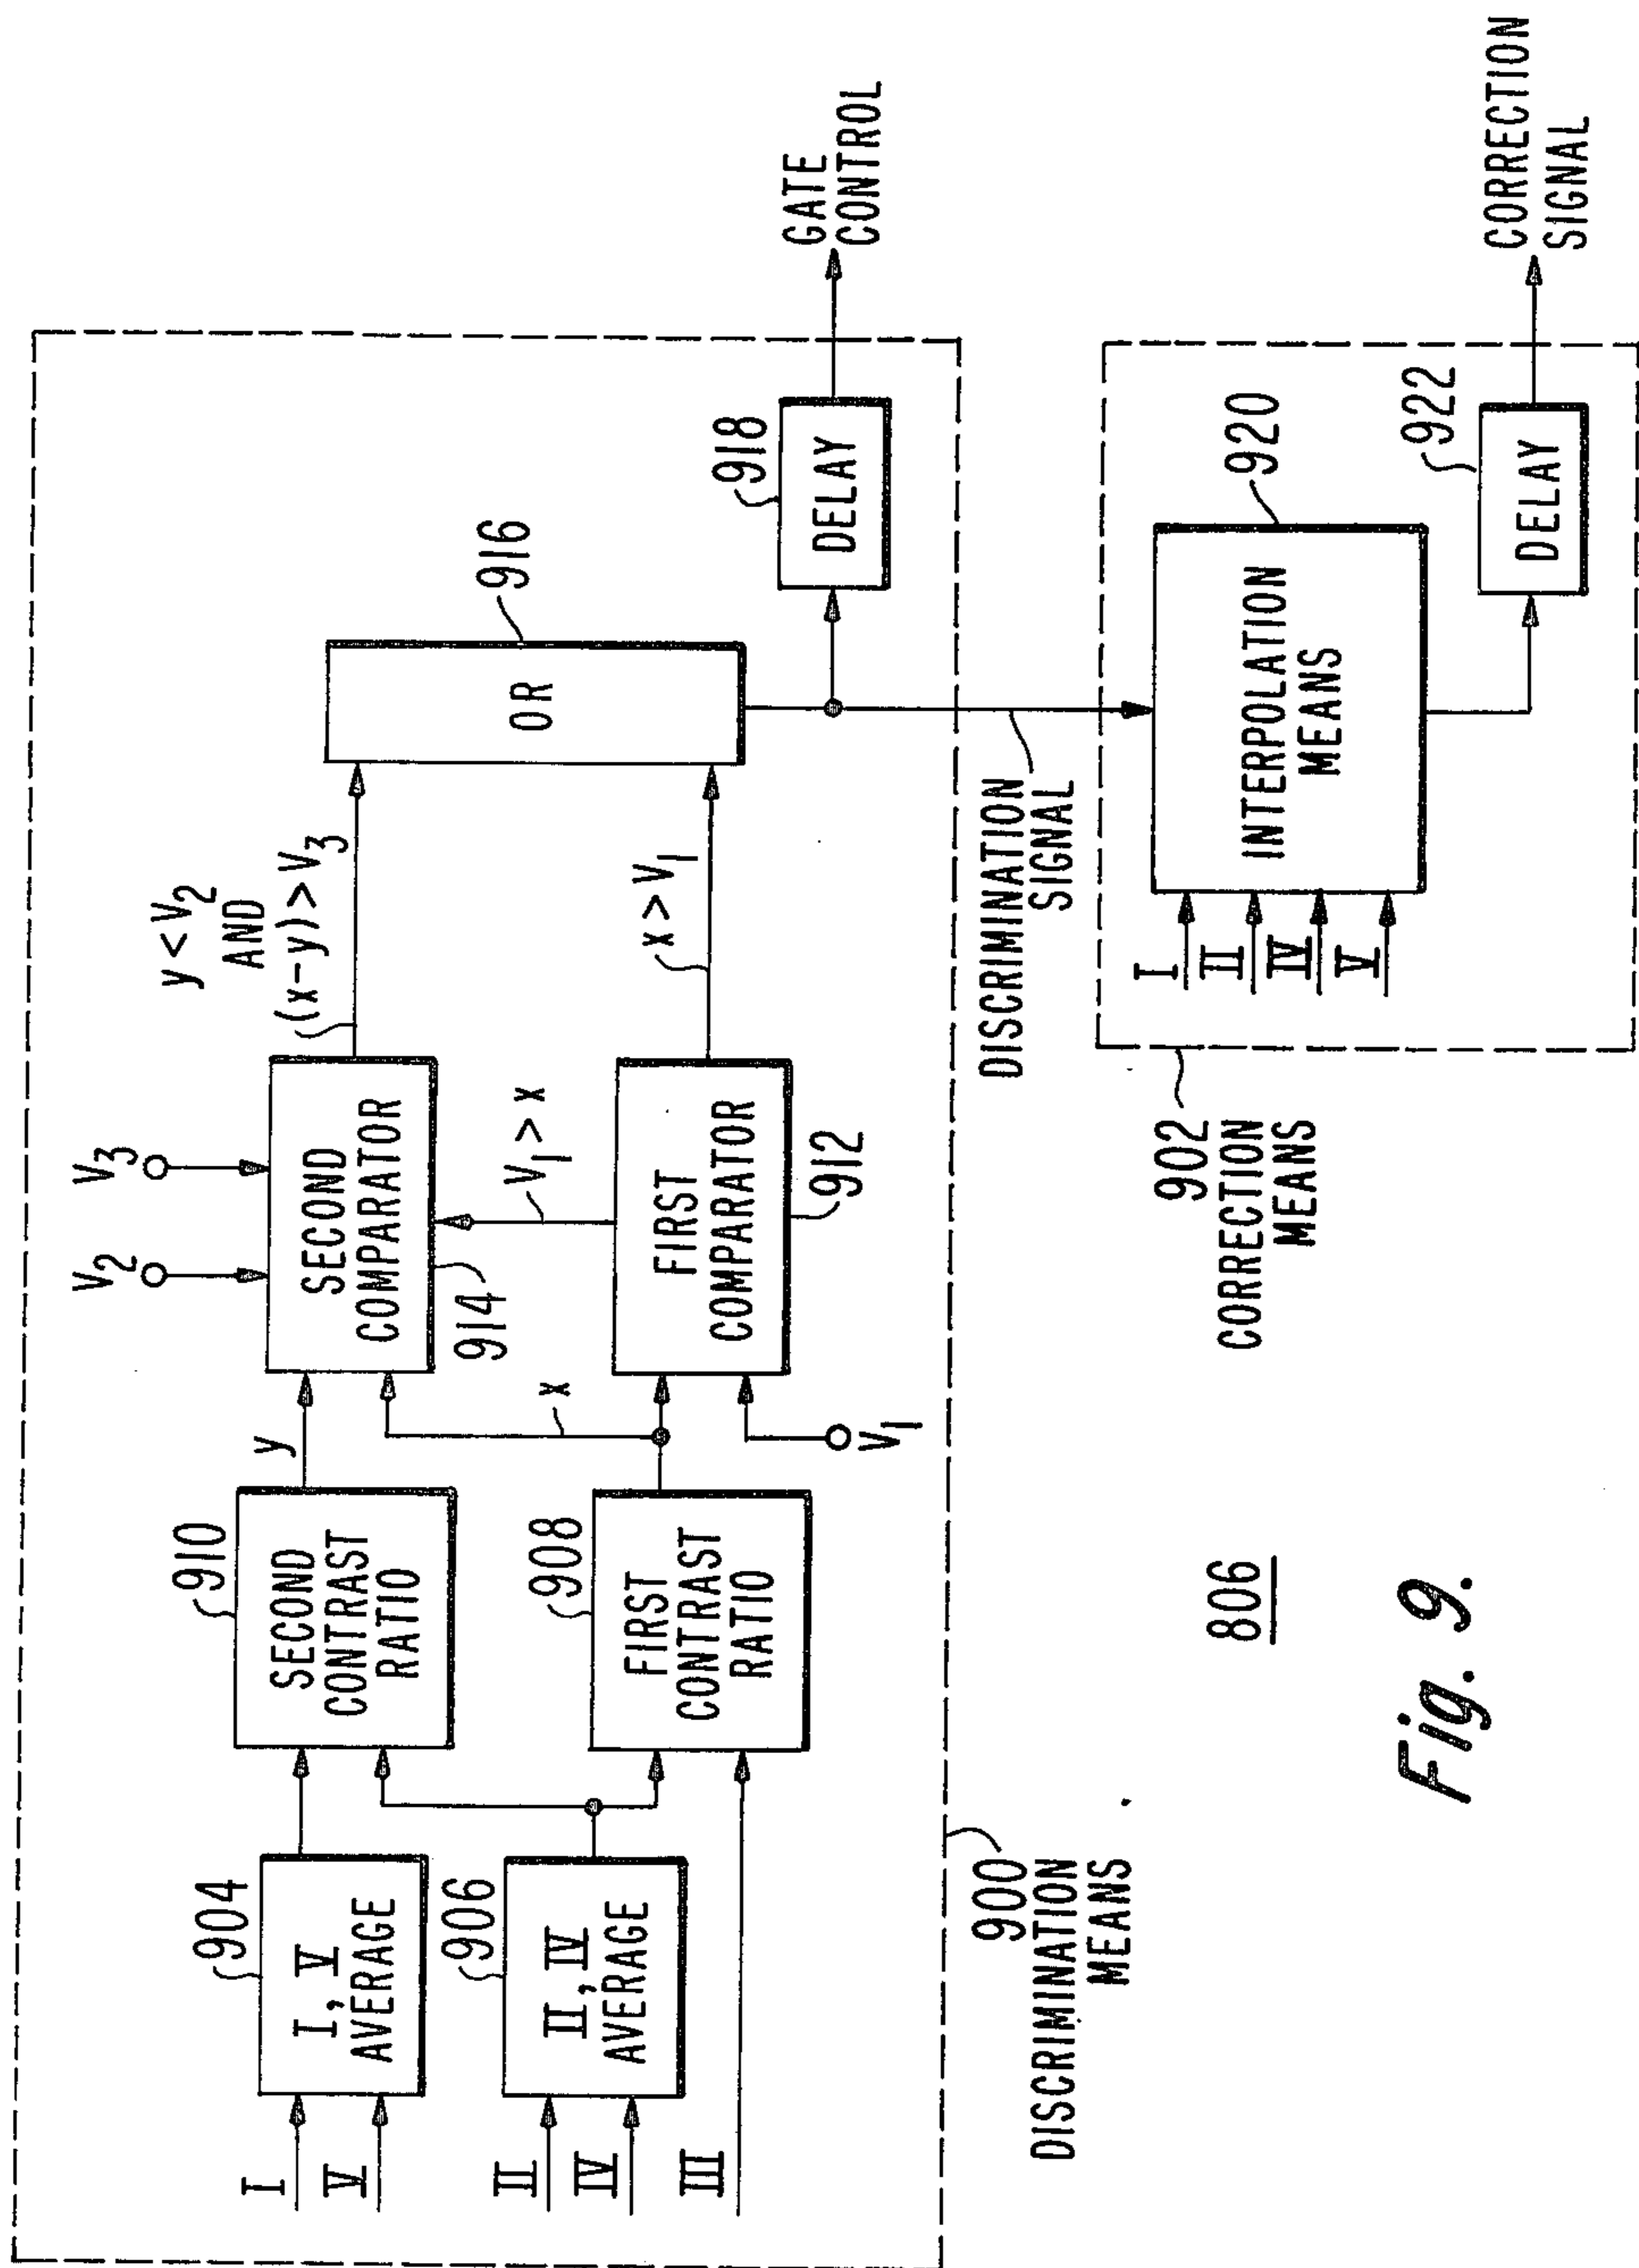 I
V
904
I, V
AVERAGE
II
IV
906
II, IV
AVERAGE
III
910
SECOND
CONTRAST
RATIO
908
FIRST
CONTRAST
RATIO
y
x
V1
V2
V3
SECOND
COMPARATOR
914
V1 > x
FIRST
COMPARATOR
912
y < V2
AND
(x-y) > V3
x > V1
OR
916
918
DELAY
GATE
CONTROL
900
DISCRIMINATION
MEANS
DISCRIMINATION
SIGNAL
902
CORRECTION
MEANS
I
II
IV
V
INTERPOLATION
MEANS
920
922
DELAY
CORRECTION
SIGNAL
806
Fig. 9.